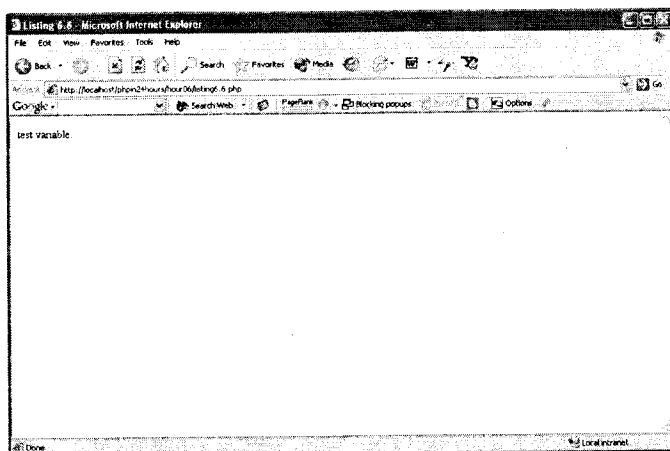 Listing 6.6 - Microsoft Internet Explorer
File Edit View Favorites Tools Help
Back Search Favorites Media
http://localhost/phpin24hours/hour06/listing6.6.php Go
Google Search Web PageRank Blocking popups Options
test variable.
Done Local intranet